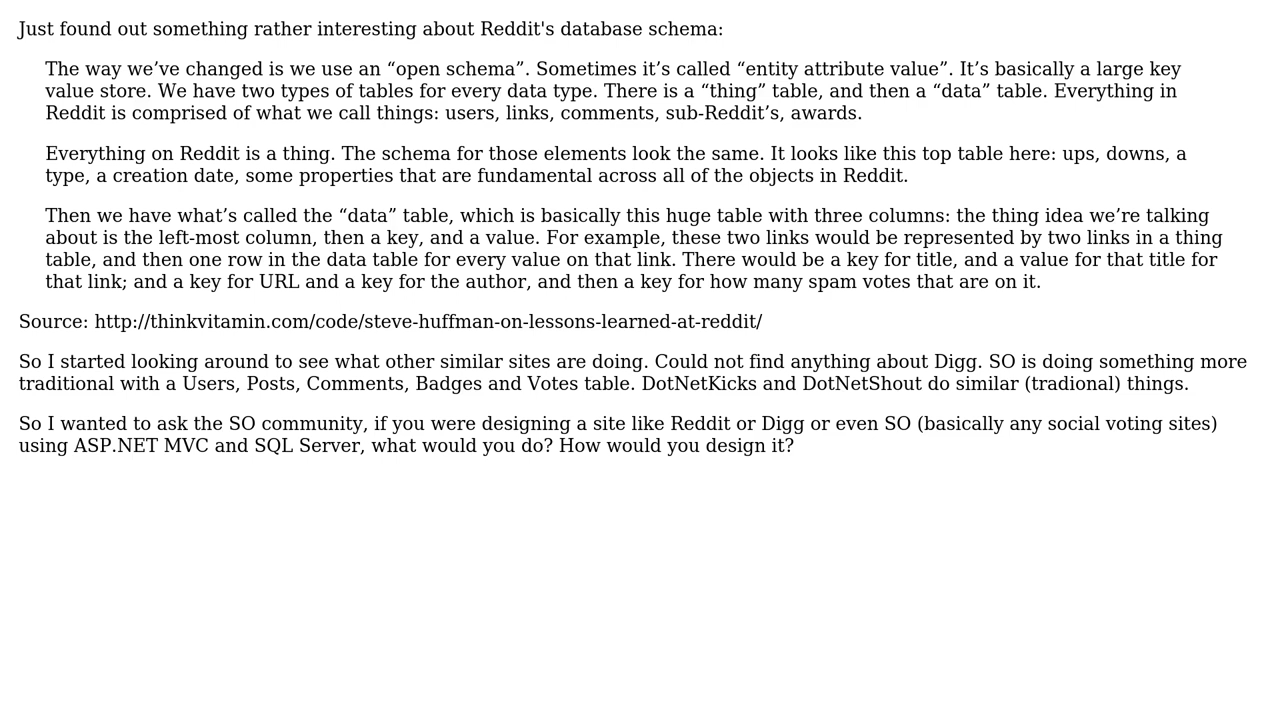 Just found out something rather interesting about Reddit's database schema:
The way we’ve changed is we use an “open schema”. Sometimes it’s called “entity attribute value”. It’s basically a large key
value store. We have two types of tables for every data type. There is a “thing” table, and then a “data” table. Everything in
Reddit is comprised of what we call things: users, links, comments, sub-Reddit’s, awards.
Everything on Reddit is a thing. The schema for those elements look the same. It looks like this top table here: ups, downs, a
type, a creation date, some properties that are fundamental across all of the objects in Reddit.
Then we have what’s called the “data” table, which is basically this huge table with three columns: the thing idea we’re talking
about is the left-most column, then a key, and a value. For example, these two links would be represented by two links in a thing
table, and then one row in the data table for every value on that link. There would be a key for title, and a value for that title for
that link; and a key for URL and a key for the author, and then a key for how many spam votes that are on it.
Source: http://thinkvitamin.com/code/steve-huffman-on-lessons-learned-at-reddit/
So I started looking around to see what other similar sites are doing. Could not find anything about Digg. SO is doing something more
traditional with a Users, Posts, Comments, Badges and Votes table. DotNetKicks and DotNetShout do similar (tradional) things.
So I wanted to ask the SO community, if you were designing a site like Reddit or Digg or even SO (basically any social voting sites)
using ASP.NET MVC and SQL Server, what would you do? How would you design it?